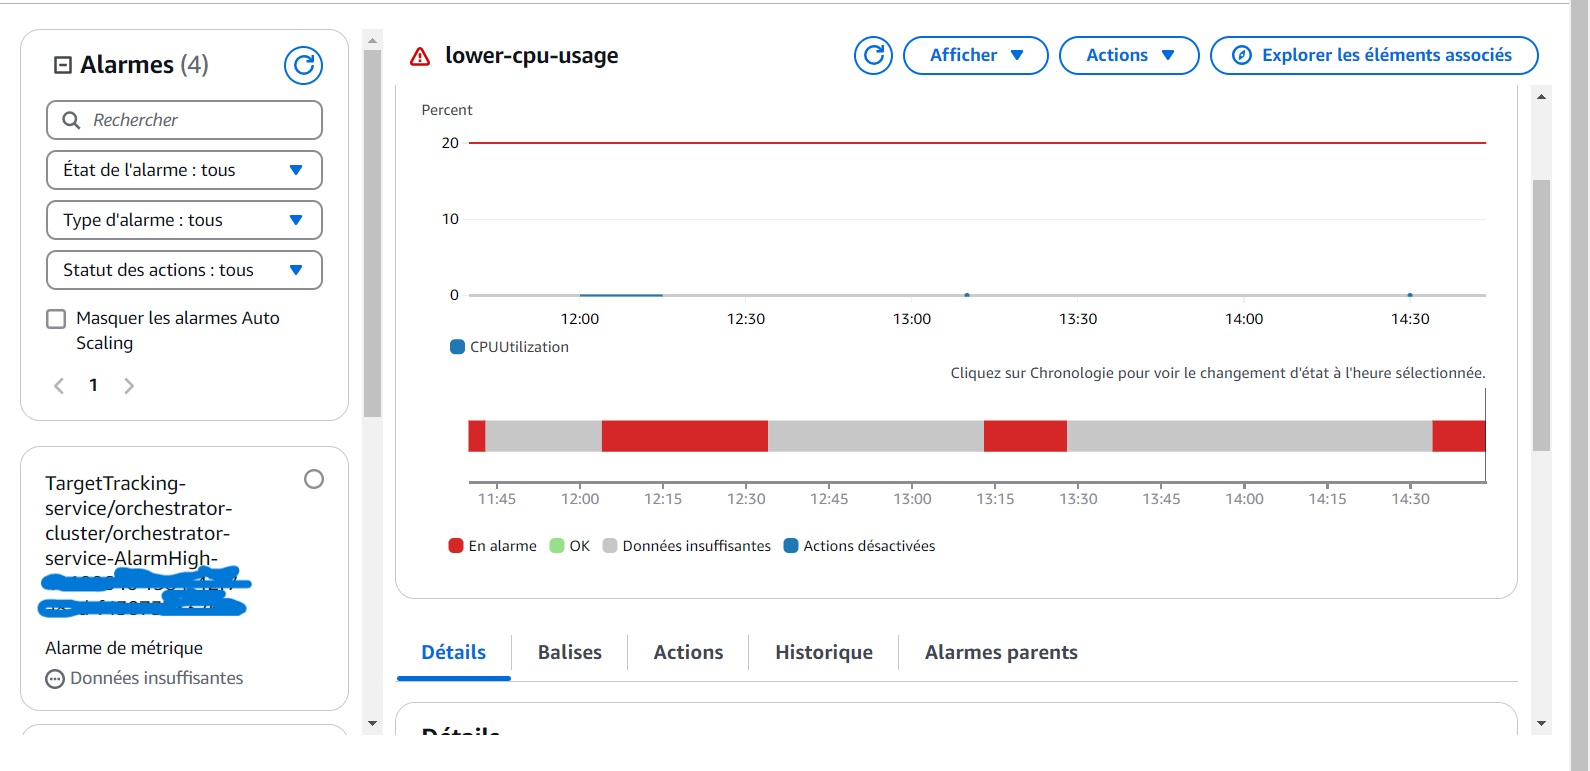 Alarmes (4)
Rechercher
État de l'alarme : tous
Type d'alarme : tous
Statut des actions : tous
Masquer les alarmes Auto
Scaling
1
TargetTracking-
service/orchestrator-
cluster/orchestrator-
service-AlarmHigh-
Alarme de métrique
Données insuffisantes
lower-cpu-usage
Afficher
Actions
Explorer les éléments associés
Percent
20
10
0
12:00 12:30 13:00 13:30 14:00 14:30
CPUUtilization
Cliquez sur Chronologie pour voir le changement d'état à l'heure sélectionnée.
11:45 12:00 12:15 12:30 12:45 13:00 13:15 13:30 13:45 14:00 14:15 14:30
En alarme OK Données insuffisantes Actions désactivées
Détails Balises Actions Historique Alarmes parents
Détails